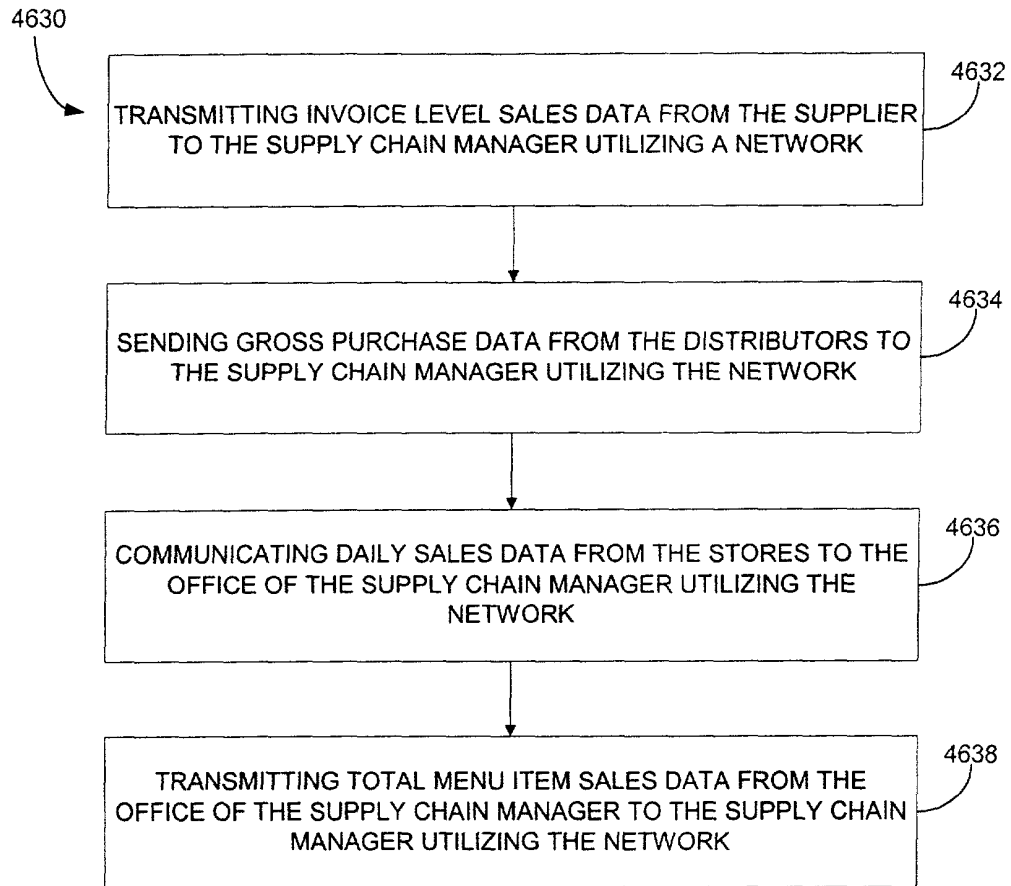 4630
4632
TRANSMITTING INVOICE LEVEL SALES DATA FROM THE SUPPLIER
TO THE SUPPLY CHAIN MANAGER UTILIZING A NETWORK
4634
SENDING GROSS PURCHASE DATA FROM THE DISTRIBUTORS TO
THE SUPPLY CHAIN MANAGER UTILIZING THE NETWORK
4636
COMMUNICATING DAILY SALES DATA FROM THE STORES TO THE
OFFICE OF THE SUPPLY CHAIN MANAGER UTILIZING THE
NETWORK
4638
TRANSMITTING TOTAL MENU ITEM SALES DATA FROM THE
OFFICE OF THE SUPPLY CHAIN MANAGER TO THE SUPPLY CHAIN
MANAGER UTILIZING THE NETWORK